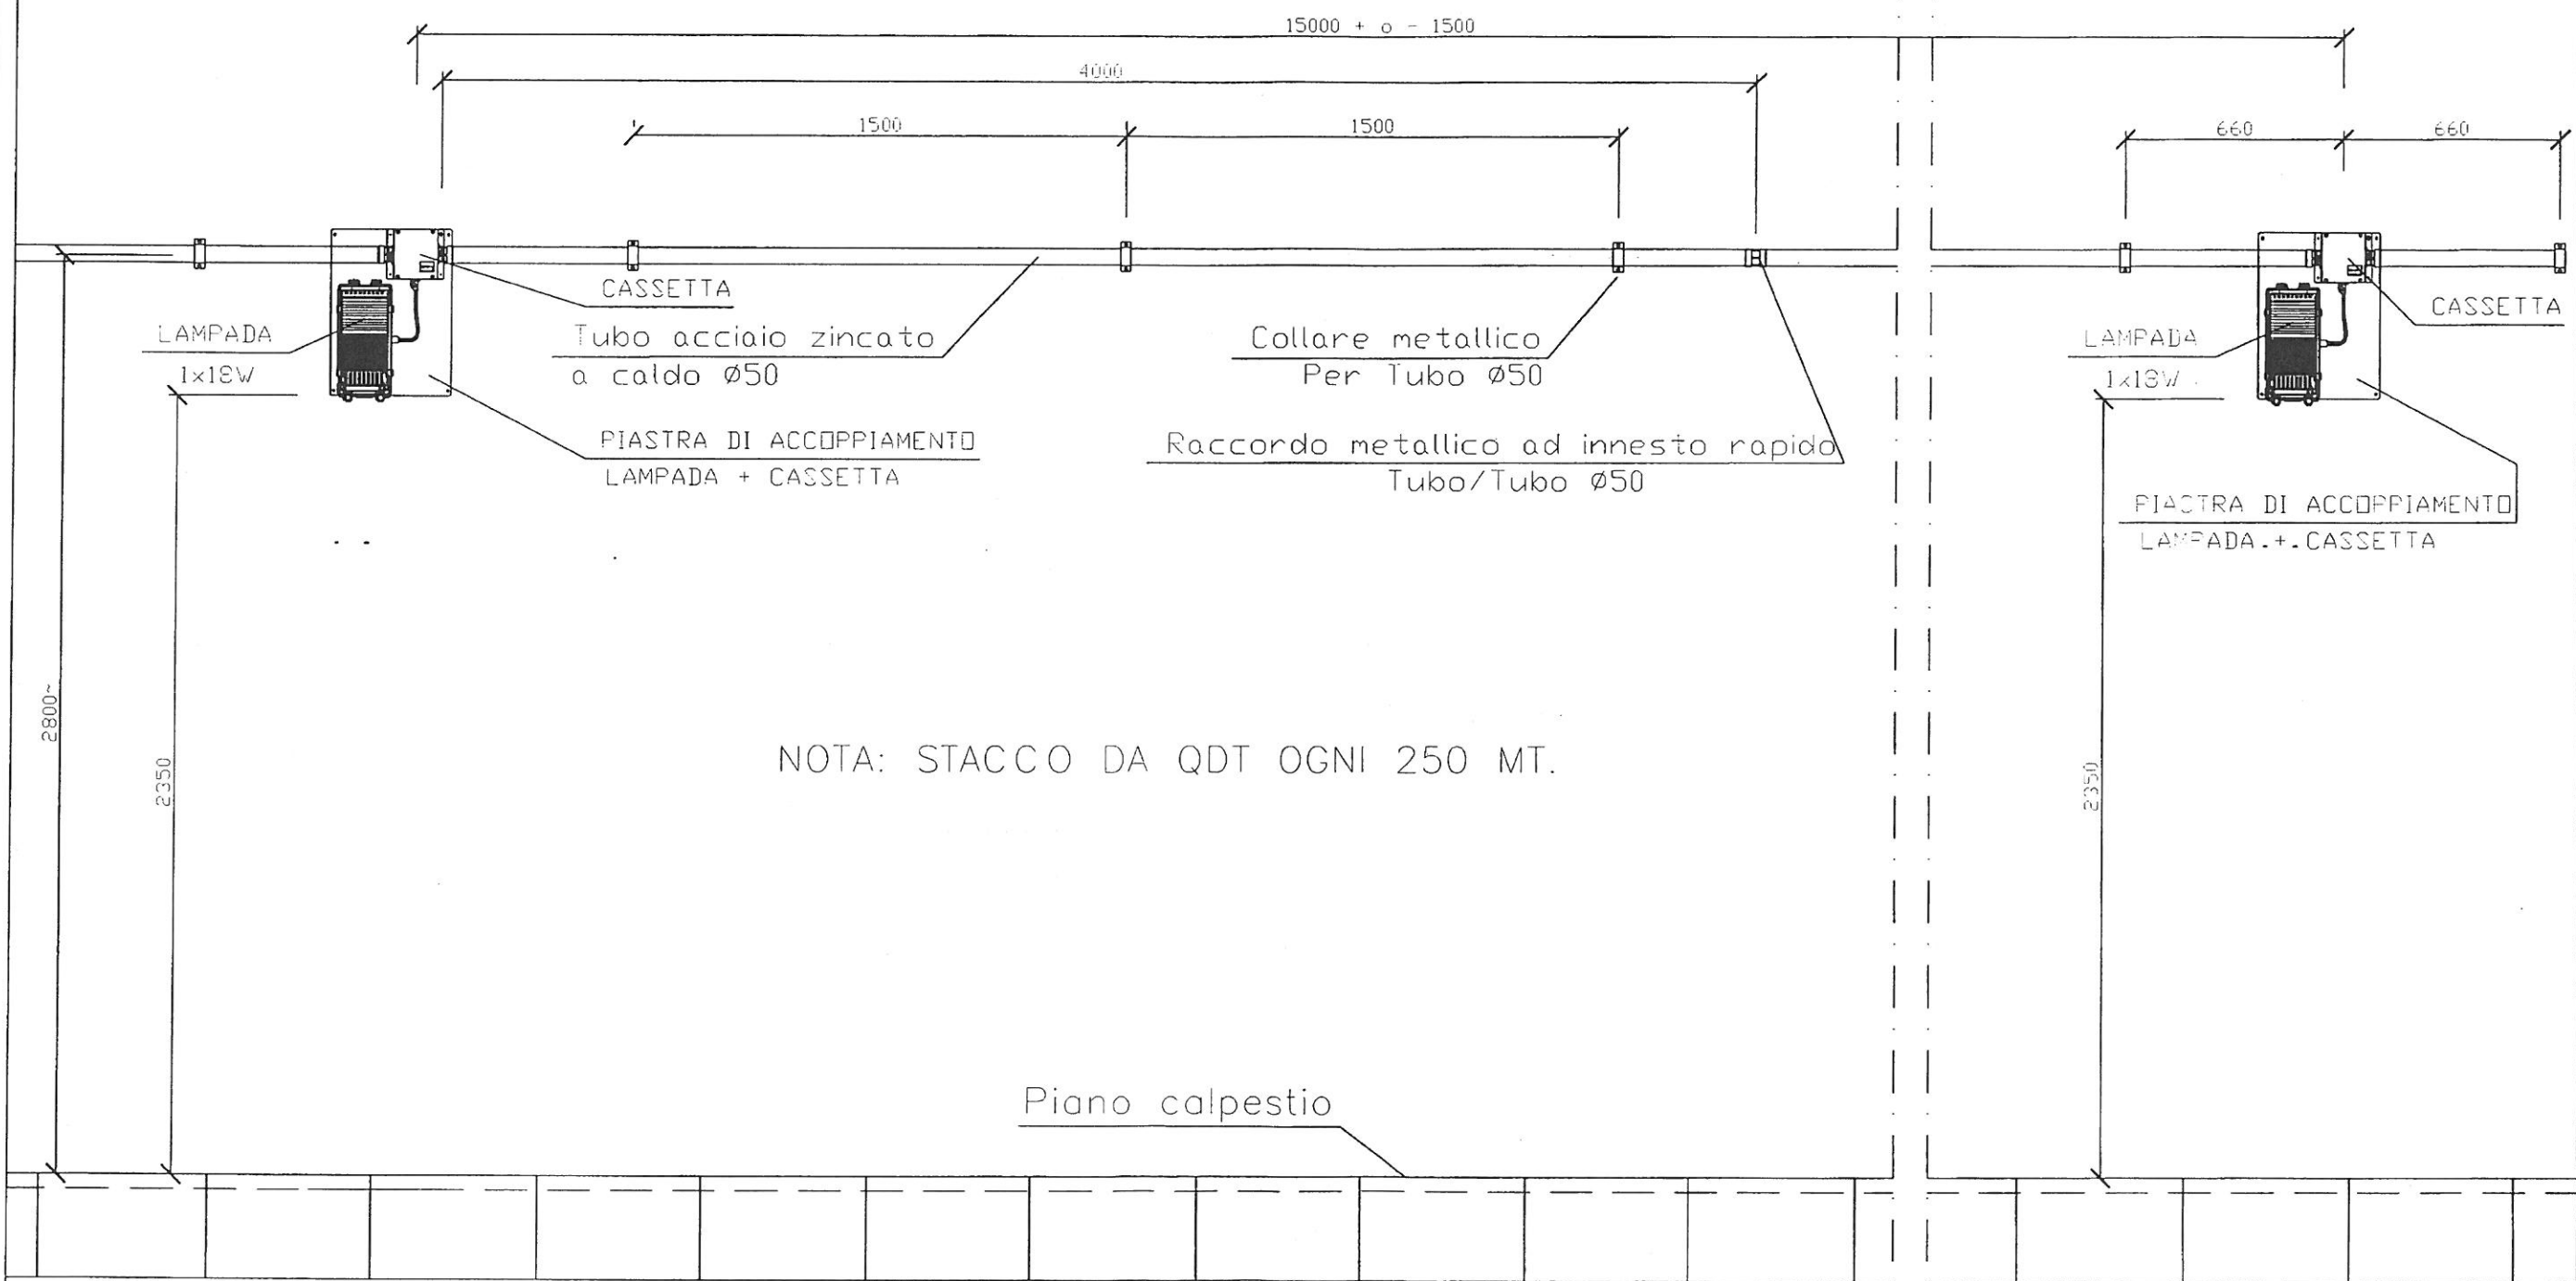 15000 + o - 1500
4000
1500
1500
660
660
CASSETTA
LAMPADA
1x18W
Tubo acciaio zincato
a caldo Ø50
Collare metallico
Per Tubo Ø50
PIASTRA DI ACCOPPIAMENTO
LAMPADA + CASSETTA
Raccordo metallico ad innesto rapido
Tubo/Tubo Ø50
CASSETTA
LAMPADA
1x18W
PIASTRA DI ACCOPPIAMENTO
LAMPADA + CASSETTA
2800~
2350
NOTA: STACCO DA QDT OGNI 250 MT.
2350
Piano calpestio